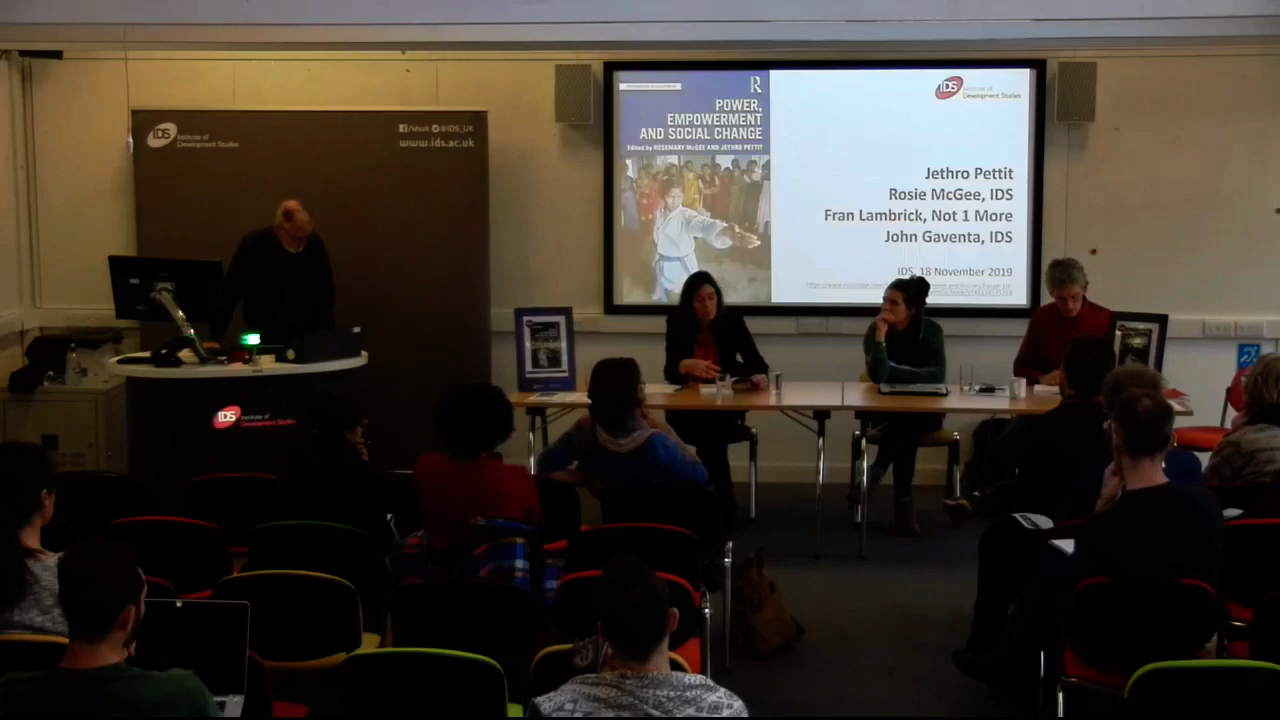 IDS
Institute of
Development Studies
/idsuk @IDS_UK
www.ids.ac.uk
R
POWER,
EMPOWERMENT
AND SOCIAL CHANGE
Edited by ROSEMARY McGEE AND JETHRO PETTIT
IDS
Institute of
Development Studies
Jethro Pettit
Rosie McGee, IDS
Fran Lambrick, Not 1 More
John Gaventa, IDS
IDS, 18 November 2019
IDS
Institute of
Development Studies